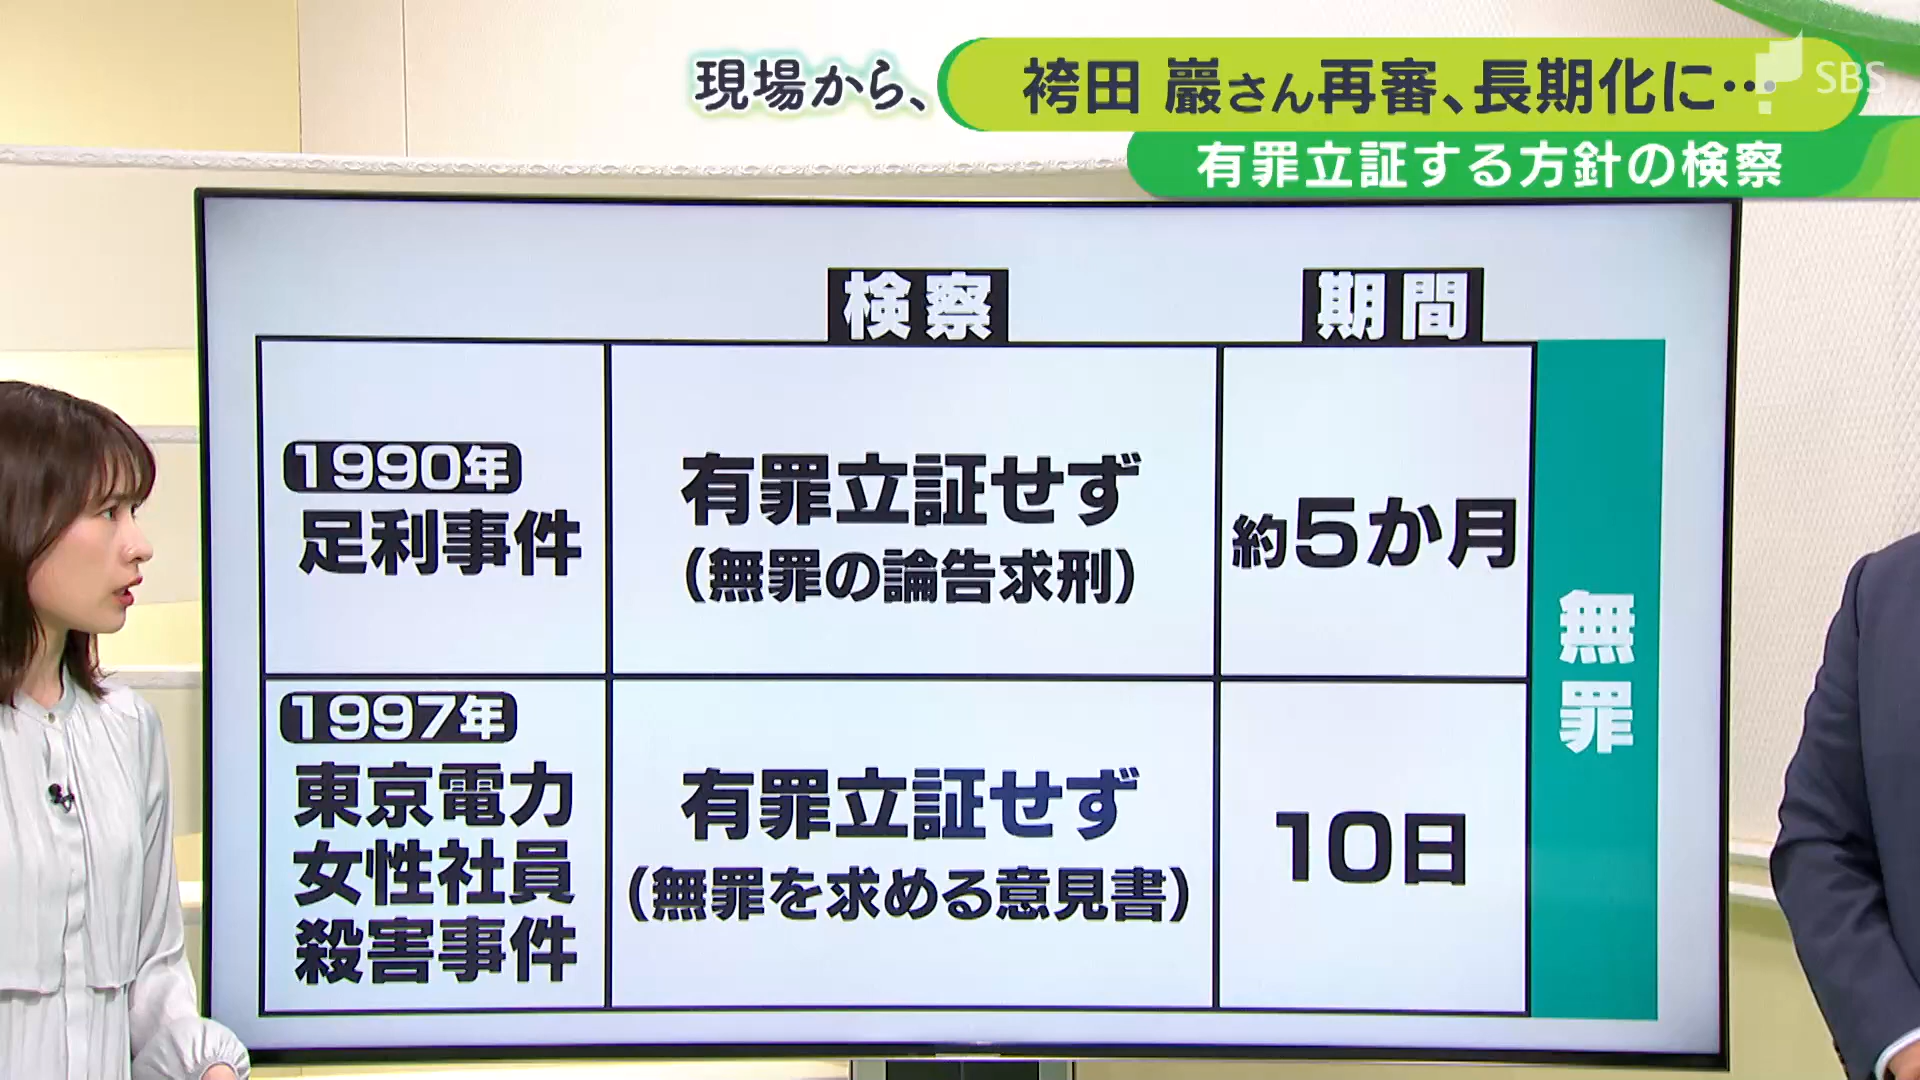 現場から、
袴田 巖さん再審、長期化に…
SBS
有罪立証する方針の検察
検察
期間
1990年
足利事件
有罪立証せず
(無罪の論告求刑)
約5か月
1997年
東京電力
女性社員
殺害事件
有罪立証せず
(無罪を求める意見書)
10日
無罪